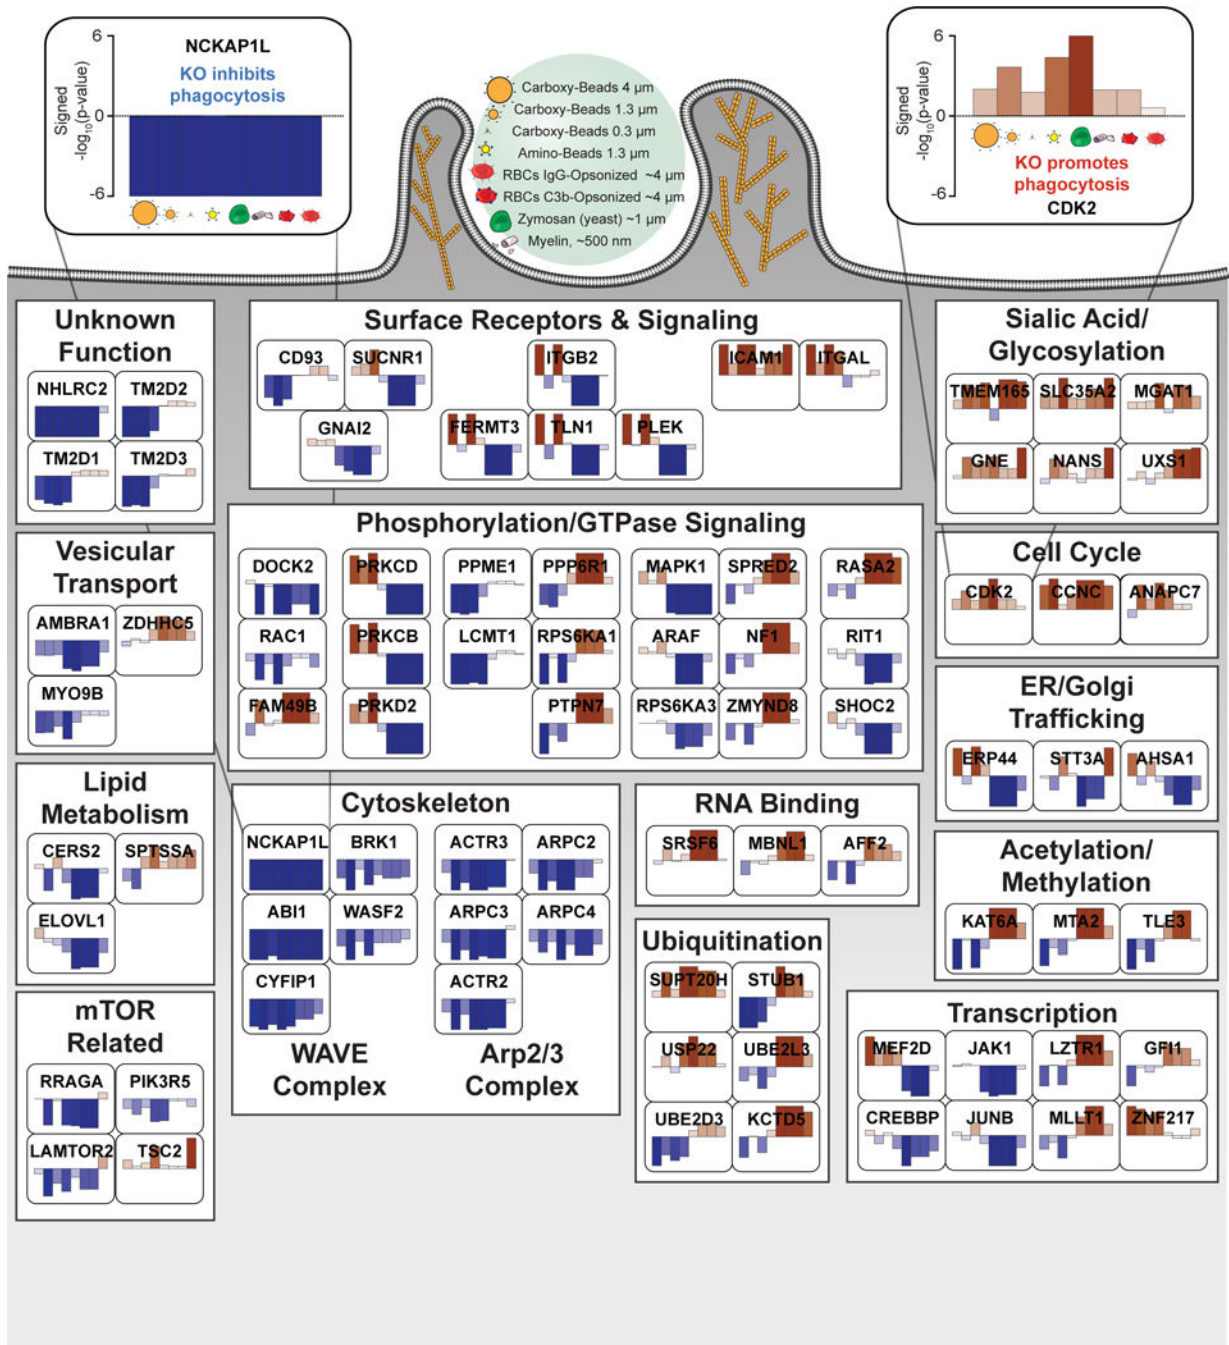 6
NCKAP1L
KO inhibits
phagocytosis
Signed
-log10(p-value)
0
-6
Carboxy-Beads 4 µm
Carboxy-Beads 1.3 µm
Carboxy-Beads 0.3 µm
Amino-Beads 1.3 µm
RBCs IgG-Opsonized ~4 µm
RBCs C3b-Opsonized ~4 µm
Zymosan (yeast) ~1 µm
Myelin, ~500 nm
6
Signed
-log10(p-value)
0
-6
KO promotes
phagocytosis
CDK2
Unknown
Function
NHLRC2 TM2D2
TM2D1 TM2D3
Surface Receptors & Signaling
CD93 SUCNR1 ITGB2 ICAM1 ITGAL
GNAI2 FERMT3 TLN1 PLEK
Sialic Acid/
Glycosylation
TMEM165 SLC35A2 MGAT1
GNE NANS UXS1
Vesicular
Transport
AMBRA1 ZDHHC5
MYO9B
Phosphorylation/GTPase Signaling
DOCK2 PRKCD PPME1 PPP6R1 MAPK1 SPRED2 RASA2
RAC1 PRKCB LCMT1 RPS6KA1 ARAF NF1 RIT1
FAM49B PRKD2 PTPN7 RPS6KA3 ZMYND8 SHOC2
Cell Cycle
CDK2 CCNC ANAPC7
ER/Golgi
Trafficking
ERP44 STT3A AHSA1
Lipid
Metabolism
CERS2 SPTSSA
ELOVL1
Cytoskeleton
NCKAP1L BRK1 ACTR3 ARPC2
ABI1 WASF2 ARPC3 ARPC4
CYFIP1 ACTR2
WAVE
Complex
Arp2/3
Complex
RNA Binding
SRSF6 MBNL1 AFF2
Acetylation/
Methylation
KAT6A MTA2 TLE3
mTOR
Related
RRAGA PIK3R5
LAMTOR2 TSC2
Ubiquitination
SUPT20H STUB1
USP22 UBE2L3
UBE2D3 KCTD5
Transcription
MEF2D JAK1 LZTR1 GFI1
CREBBP JUNB MLLT1 ZNF217